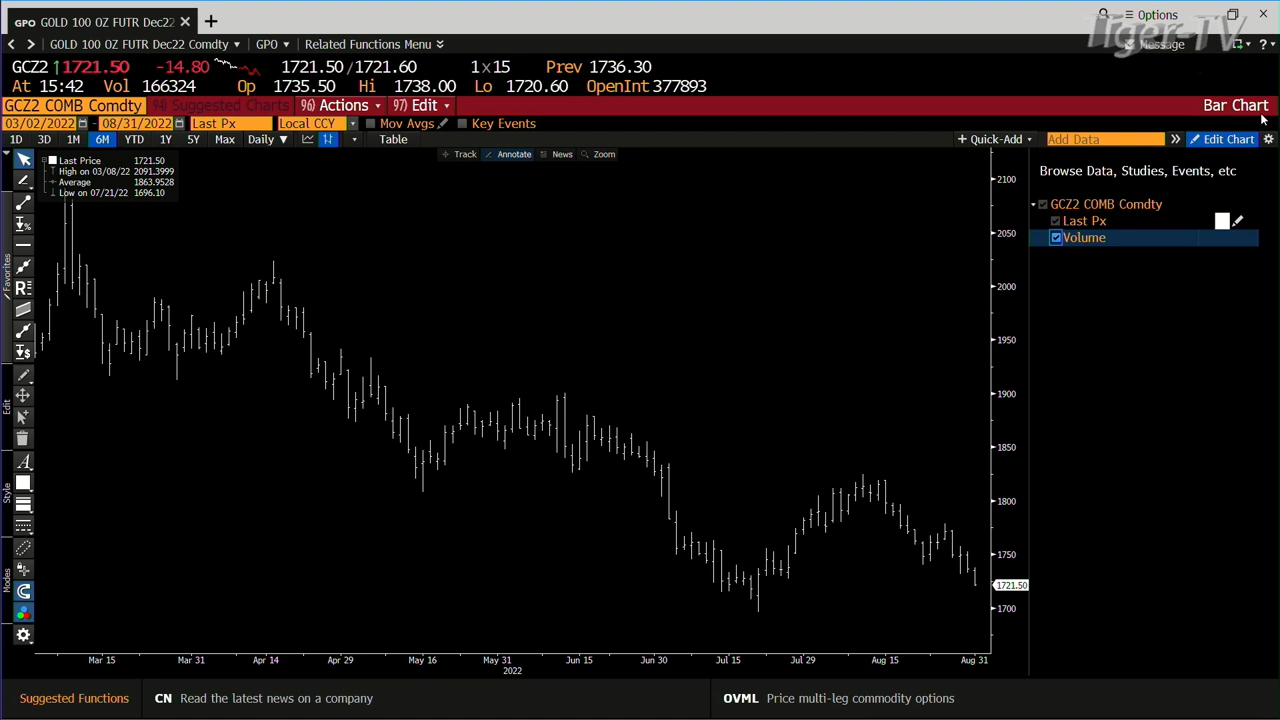 GPO GOLD 100 OZ FUTR Dec22
Options
Tiger-TV
GOLD 100 OZ FUTR Dec22 Comdty GPO Related Functions Menu
Message
GCZ2 ↑1721.50 -14.80 1721.50/1721.60 1x15 Prev 1736.30
At 15:42 Vol 166324 Op 1735.50 Hi 1738.00 Lo 1720.60 OpenInt 377893
GCZ2 COMB Comdty 94) Suggested Charts 96) Actions 97) Edit Bar Chart
03/02/2022 - 08/31/2022 Last Px Local CCY Mov Avgs Key Events
1D 3D 1M 6M YTD 1Y 5Y Max Daily ▼ Table + Quick-Add Add Data » Edit Chart
Track Annotate News Zoom
Last Price 1721.50
High on 03/08/22 2091.3999
Average 1863.9528
Low on 07/21/22 1696.10
Browse Data, Studies, Events, etc
GCZ2 COMB Comdty
Last Px
Volume
Favorites
Edit
Style
Modes
2100
2050
2000
1950
1900
1850
1800
1750
1721.50
1700
Mar 15 Mar 31 Apr 14 Apr 29 May 16 May 31 Jun 15 Jun 30 Jul 15 Jul 29 Aug 15 Aug 31
2022
Suggested Functions CN Read the latest news on a company OVML Price multi-leg commodity options